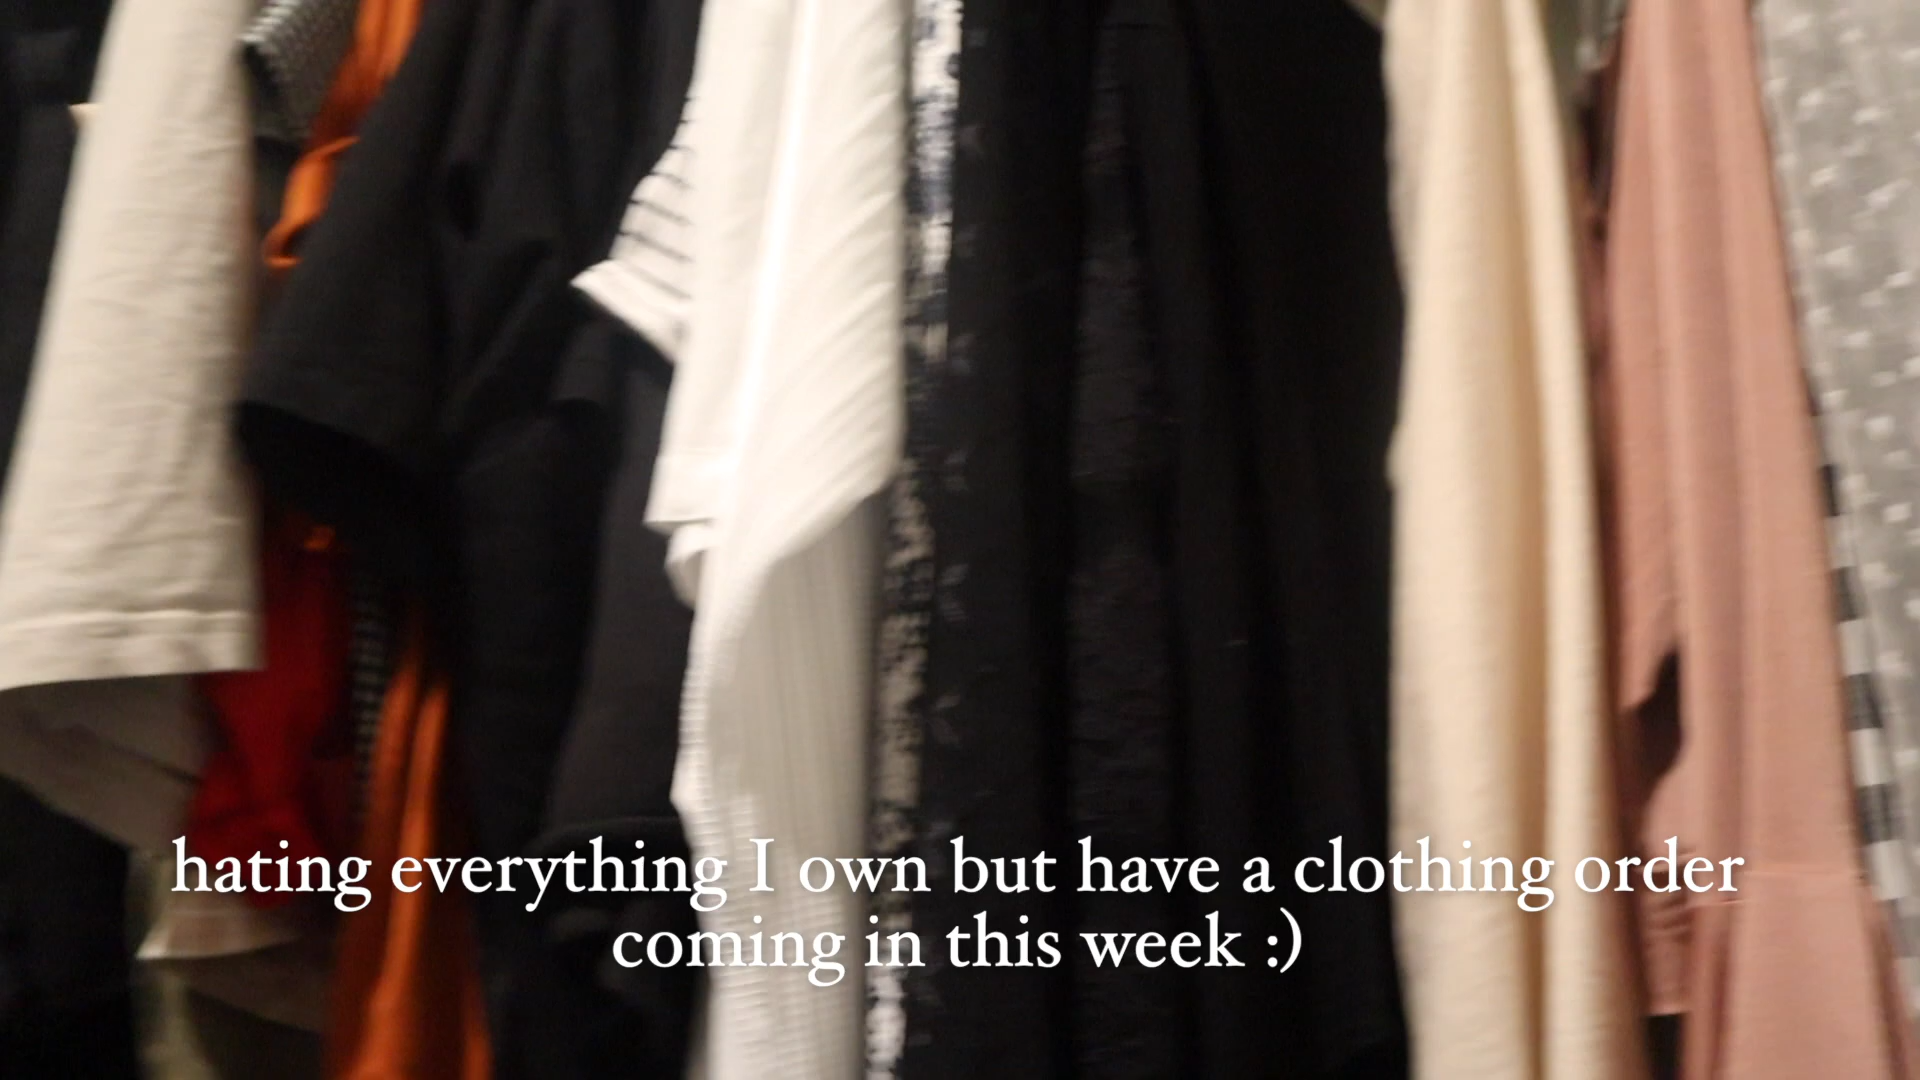 hating everything I own but have a clothing order
coming in this week :)